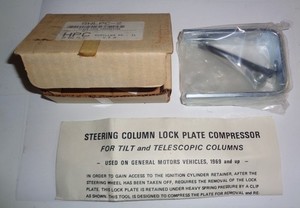 HPC
STEERING COLUMN LOCK PLATE COMPRESSOR
FOR TILT and TELESCOPIC COLUMNS
- USED ON GENERAL MOTORS VEHICLES, 1969 and up -
IN ORDER TO GAIN ACCESS TO THE IGNITION CYLINDER RETAINER, AFTER THE
STEERING WHEEL HAS BEEN TAKEN OFF, REQUIRES THE REMOVAL OF THE LOCK
PLATE. THIS LOCK PLATE IS RETAINED UNDER HEAVY SPRING PRESSURE BY A CLIP
AS SHOWN. THIS TOOL IS DESIGNED TO COMPRESS THE PLATE FOR REMOVAL AND